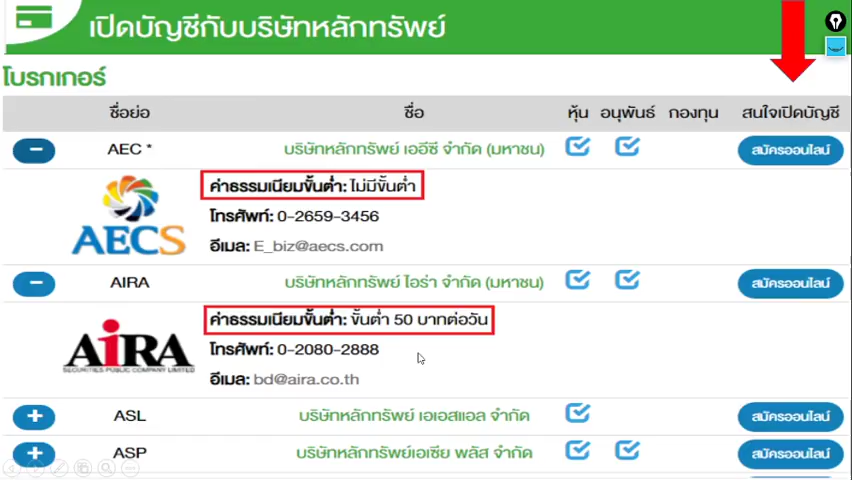 เปิดบัญชีกับบริษัทหลักทรัพย์
โบรกเกอร์
ชื่อย่อ ชื่อ หุ้น อนุพันธ์ กองทุน สนใจเปิดบัญชี
AEC * บริษัทหลักทรัพย์ เออีซี จำกัด (มหาชน) สมัครออนไลน์
ค่าธรรมเนียมขั้นต่ำ: ไม่มีขั้นต่ำ
โทรศัพท์: 0-2659-3456
AECS
อีเมล: E_biz@aecs.com
AIRA บริษัทหลักทรัพย์ ไอร่า จำกัด (มหาชน) สมัครออนไลน์
ค่าธรรมเนียมขั้นต่ำ: ขั้นต่ำ 50 บาทต่อวัน
AiRA
SECURITIES PUBLIC COMPANY LIMITED
โทรศัพท์: 0-2080-2888
อีเมล: bd@aira.co.th
ASL บริษัทหลักทรัพย์ เอเอสแอล จำกัด สมัครออนไลน์
ASP บริษัทหลักทรัพย์เอเซีย พลัส จำกัด สมัครออนไลน์